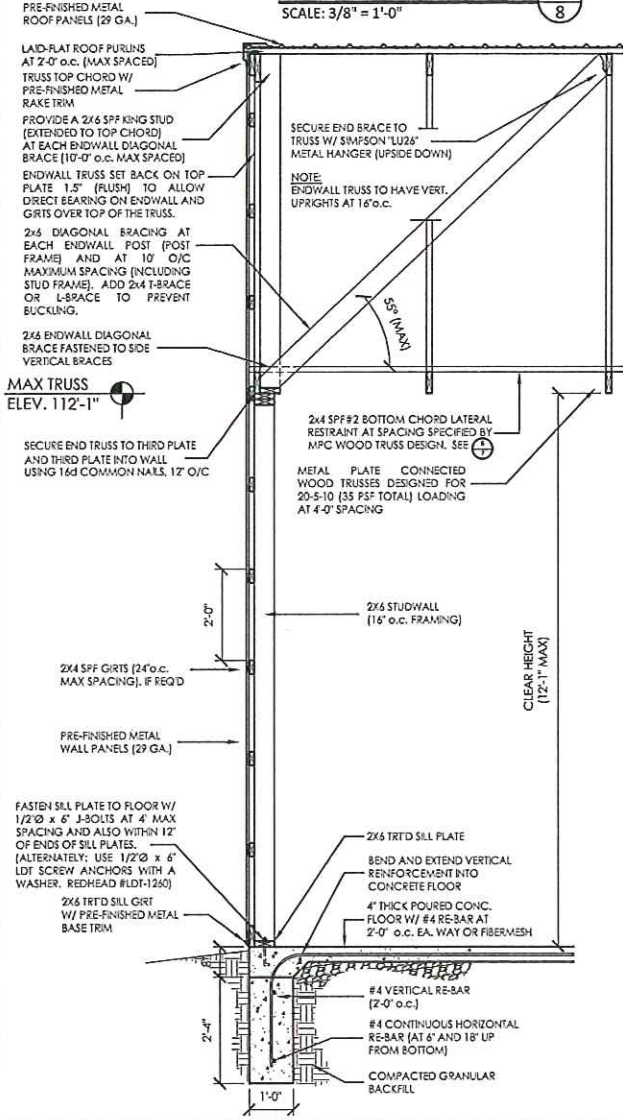 PRE-FINISHED METAL
ROOF PANELS (29 GA.)
SCALE: 3/8" = 1'-0"
8
LAID-FLAT ROOF PURLINS
AT 2'-0" o.c. (MAX SPACED)
TRUSS TOP CHORD W/
PRE-FINISHED METAL
RAKE TRIM
PROVIDE A 2X6 SPF KING STUD
(EXTENDED TO TOP CHORD)
AT EACH ENDWALL DIAGONAL
BRACE (10'-0" o.c. MAX SPACED)
ENDWALL TRUSS SET BACK ON TOP
PLATE 1.5" (FLUSH) TO ALLOW
DIRECT BEARING ON ENDWALL AND
GIRTS OVER TOP OF THE TRUSS.
2x6 DIAGONAL BRACING AT
EACH ENDWALL POST (POST
FRAME) AND AT 10' O/C
MAXIMUM SPACING (INCLUDING
STUD FRAME). ADD 2x4 T-BRACE
OR L-BRACE TO PREVENT
BUCKLING.
2X6 ENDWALL DIAGONAL
BRACE FASTENED TO SIDE
VERTICAL BRACES
SECURE END BRACE TO
TRUSS W/ SIMPSON "LU26"
METAL HANGER (UPSIDE DOWN)
NOTE:
ENDWALL TRUSS TO HAVE VERT.
UPRIGHTS AT 16"o.c.
55° (MAX)
MAX TRUSS
ELEV. 112'-1"
SECURE END TRUSS TO THIRD PLATE
AND THIRD PLATE INTO WALL
USING 16d COMMON NAILS, 12" O/C
2x4 SPF#2 BOTTOM CHORD LATERAL
RESTRAINT AT SPACING SPECIFIED BY
MPC WOOD TRUSS DESIGN. SEE
METAL PLATE CONNECTED
WOOD TRUSSES DESIGNED FOR
20-5-10 (35 PSF TOTAL) LOADING
AT 4'-0" SPACING
2'-0"
2X6 STUDWALL
(16" o.c. FRAMING)
CLEAR HEIGHT
(12'-1" MAX)
2X4 SPF GIRTS (24"o.c.
MAX SPACING). IF REQ'D
PRE-FINISHED METAL
WALL PANELS (29 GA.)
FASTEN SILL PLATE TO FLOOR W/
1/2"Ø x 6" J-BOLTS AT 4' MAX
SPACING AND ALSO WITHIN 12"
OF ENDS OF SILL PLATES.
(ALTERNATELY: USE 1/2"Ø x 6"
LDT SCREW ANCHORS WITH A
WASHER. REDHEAD #LDT-1260)
2X6 TRT'D SILL GIRT
W/ PRE-FINISHED METAL
BASE TRIM
2X6 TRT'D SILL PLATE
BEND AND EXTEND VERTICAL
REINFORCEMENT INTO
CONCRETE FLOOR
4" THICK POURED CONC.
FLOOR W/ #4 RE-BAR AT
2'-0" o.c. EA. WAY OR FIBERMESH
8"
2'-4"
#4 VERTICAL RE-BAR
(2'-0" o.c.)
#4 CONTINUOUS HORIZONTAL
RE-BAR (AT 6" AND 18" UP
FROM BOTTOM)
COMPACTED GRANULAR
BACKFILL
1'-0"